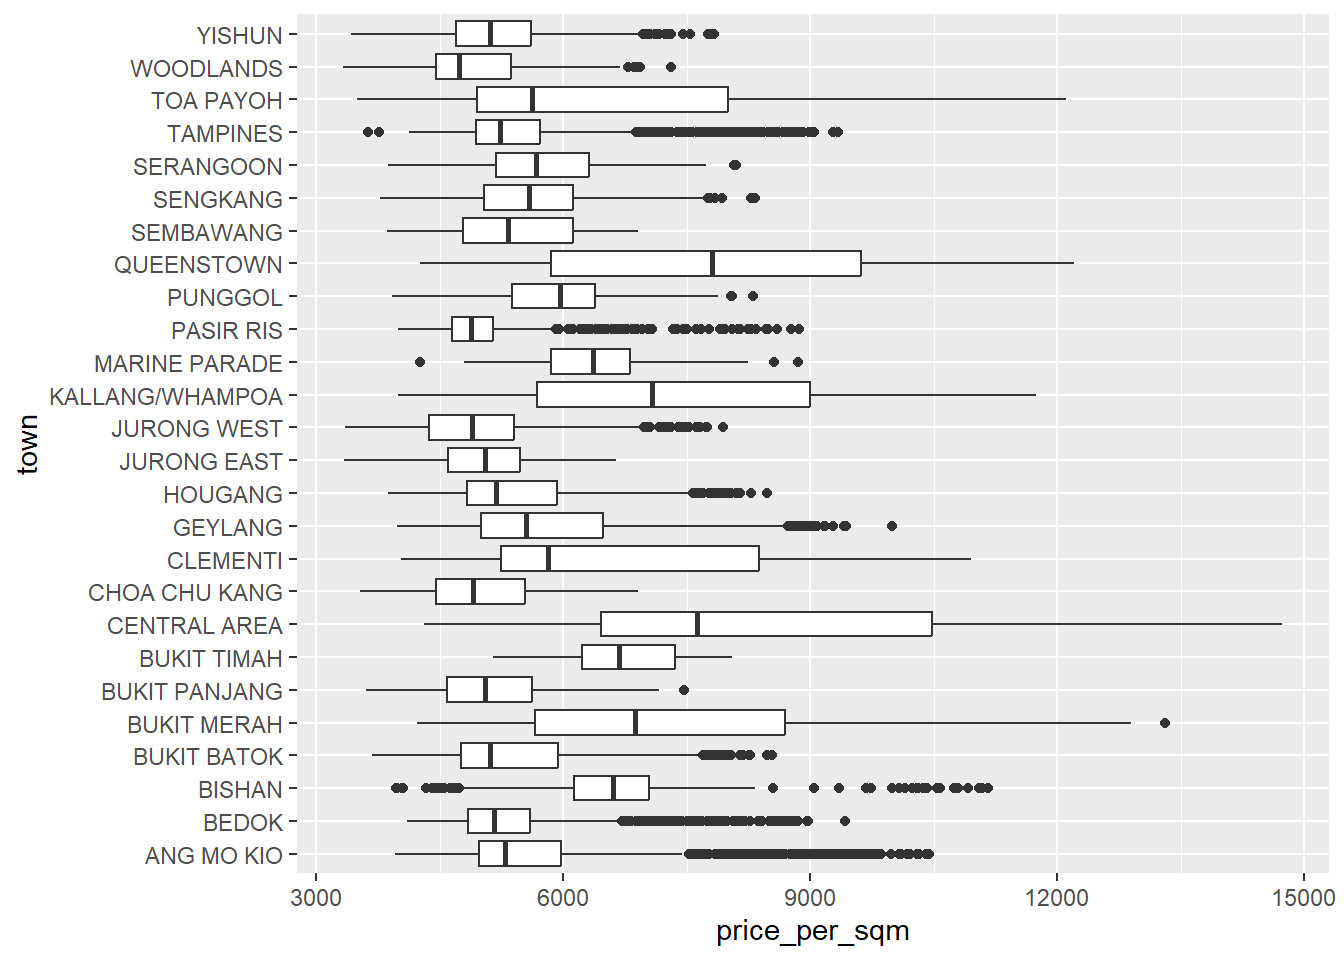 YISHUN
WOODLANDS
TOA PAYOH
TAMPINES
SERANGOON
SENGKANG
SEMBAWANG
QUEENSTOWN
PUNGGOL
PASIR RIS
MARINE PARADE
KALLANG/WHAMPOA
JURONG WEST
JURONG EAST
HOUGANG
GEYLANG
CLEMENTI
CHOA CHU KANG
CENTRAL AREA
BUKIT TIMAH
BUKIT PANJANG
BUKIT MERAH
BUKIT BATOK
BISHAN
BEDOK
ANG MO KIO
town
3000 6000 9000 12000 15000
price_per_sqm